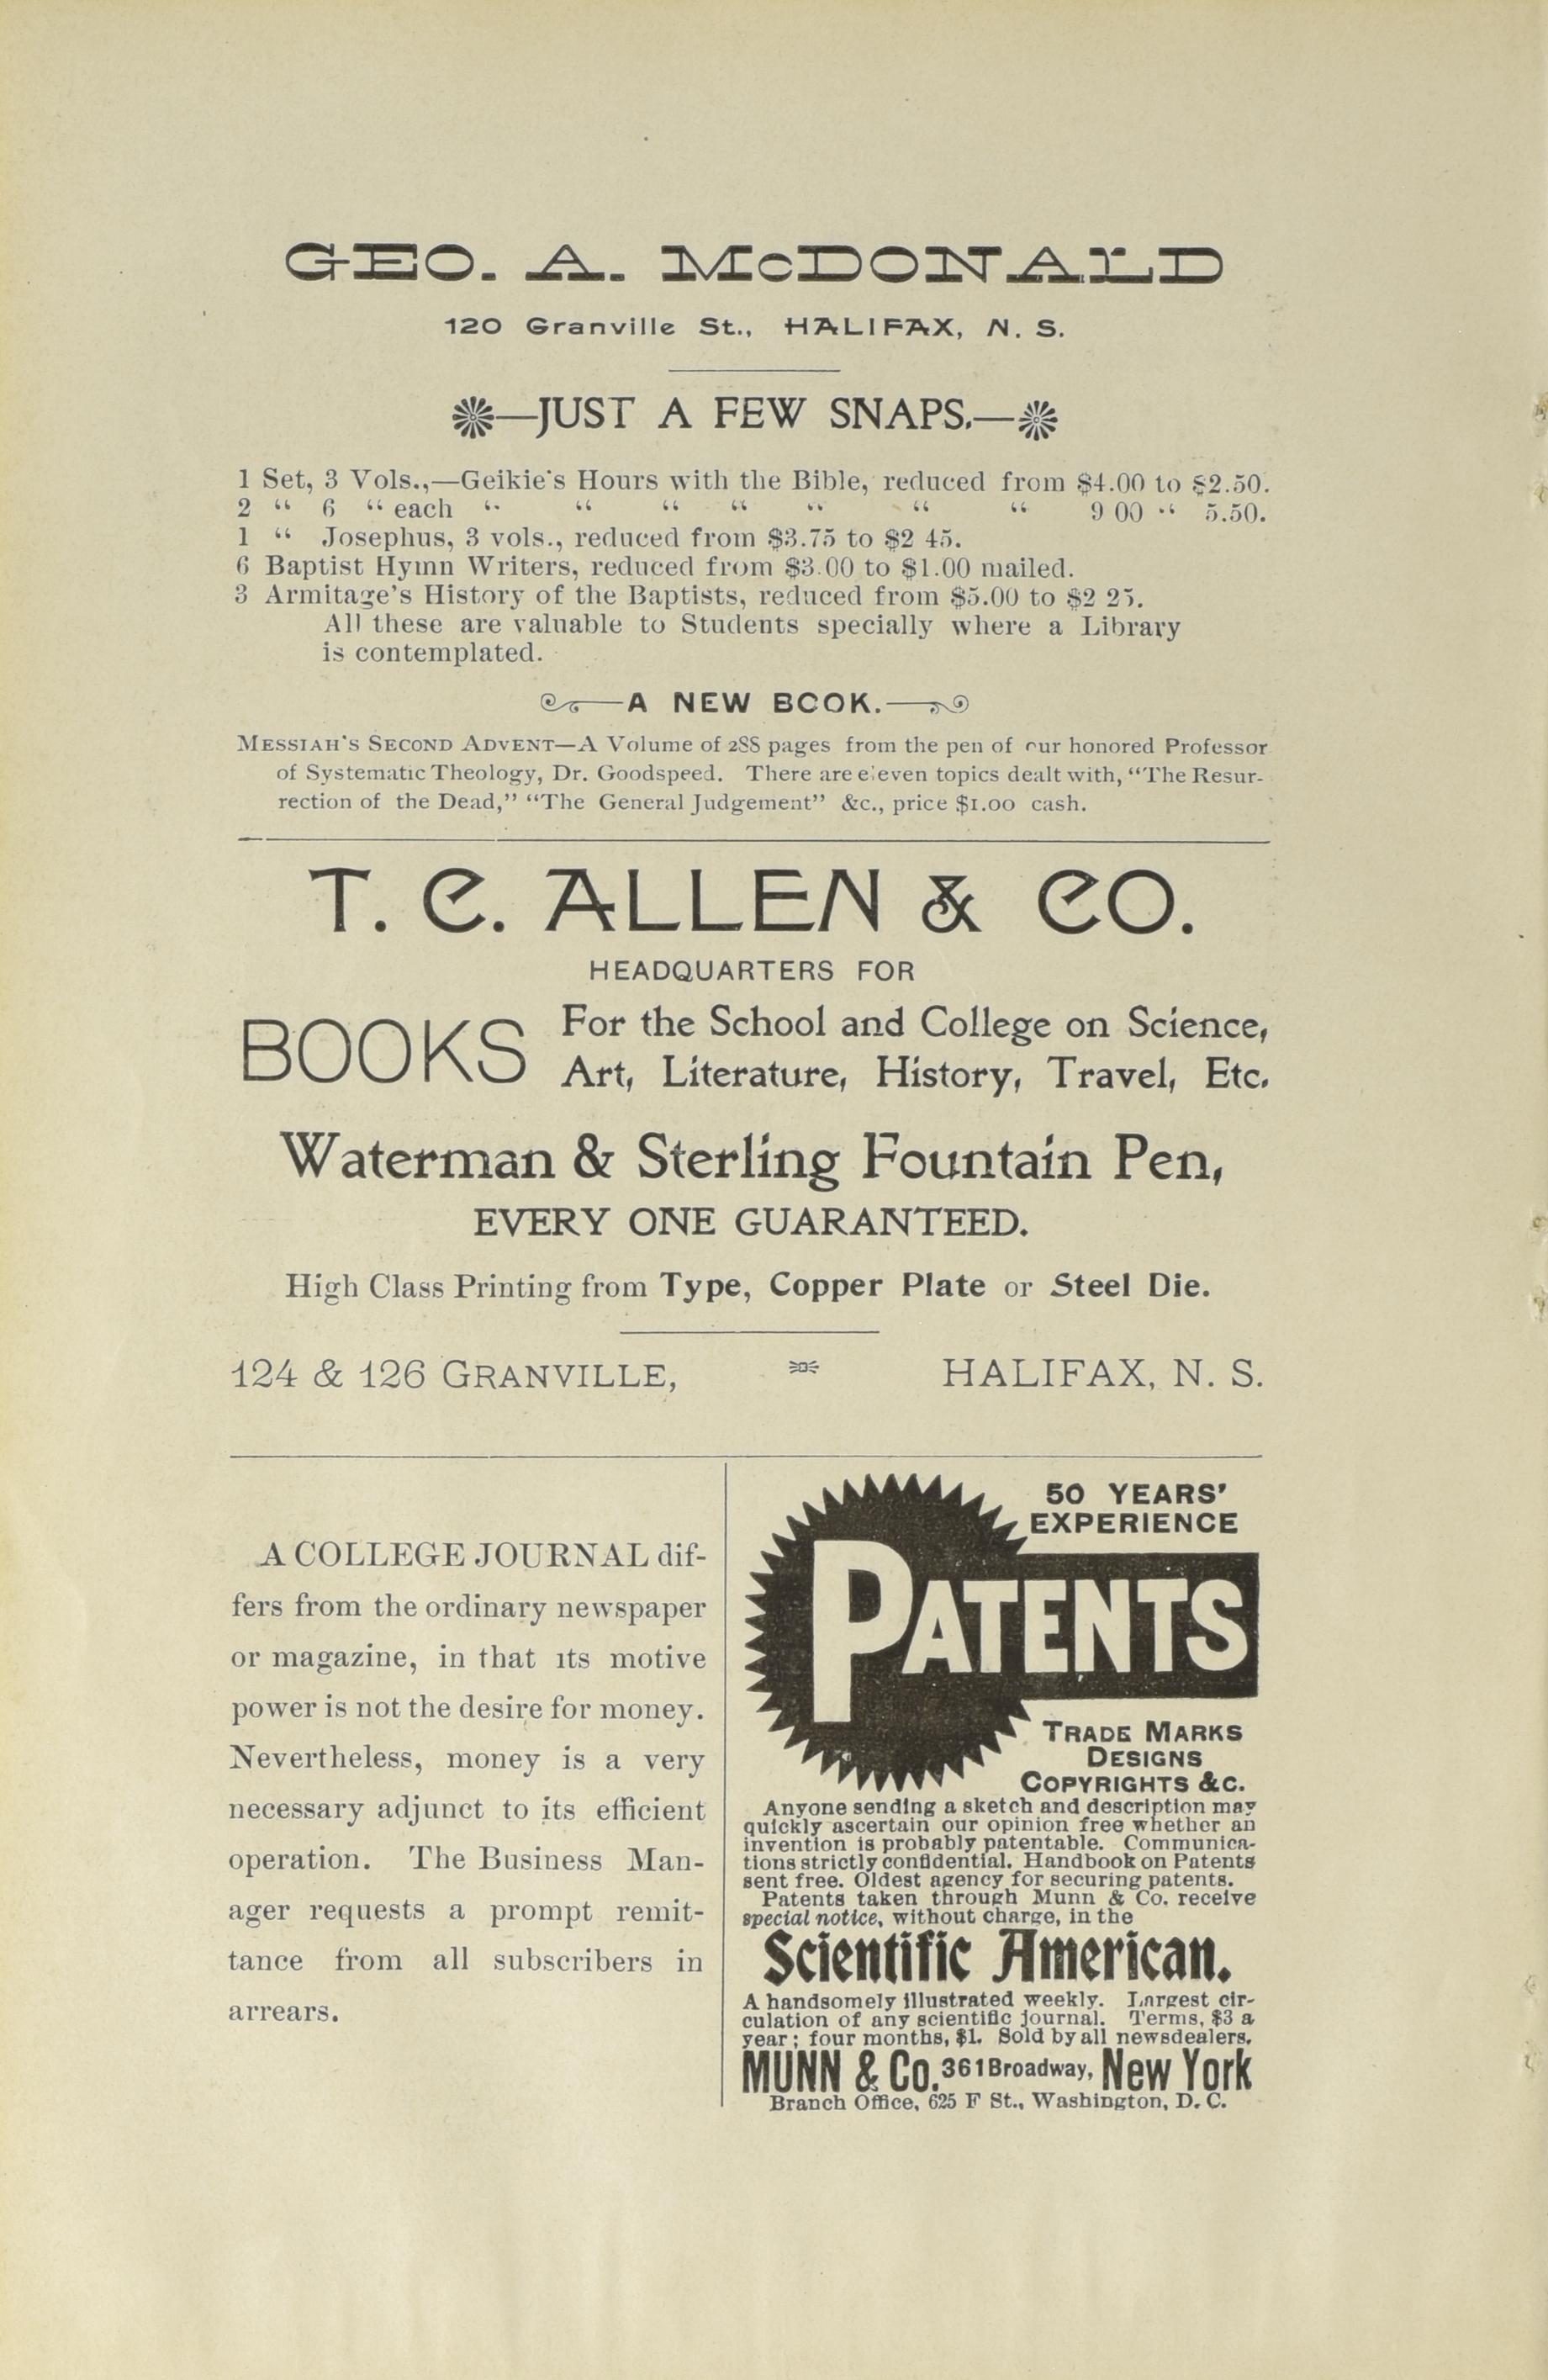 GEO. A. McDONALD
120 Granville St., HALIFAX, N. S.
—JUST A FEW SNAPS.—
1 Set, 3 Vols.,—Geikie's Hours with the Bible, reduced from $4.00 to $2.50.
2 “ 6 “ each “ “ “ “ “ “ “ 9 00 “ 5.50.
1 “ Josephus, 3 vols., reduced from $3.75 to $2 45.
6 Baptist Hymn Writers, reduced from $3.00 to $1.00 mailed.
3 Armitage's History of the Baptists, reduced from $5.00 to $2 25.
All these are valuable to Students specially where a Library
is contemplated.
—A NEW BOOK.—
MESSIAH'S SECOND ADVENT—A Volume of 288 pages from the pen of our honored Professor
of Systematic Theology, Dr. Goodspeed. There are eleven topics dealt with, “The Resur-
rection of the Dead,” “The General Judgement” &c., price $1.00 cash.
T. C. ALLEN & CO.
HEADQUARTERS FOR
BOOKS For the School and College on Science,
Art, Literature, History, Travel, Etc.
Waterman & Sterling Fountain Pen,
EVERY ONE GUARANTEED.
High Class Printing from Type, Copper Plate or Steel Die.
124 & 126 GRANVILLE, HALIFAX, N. S.
A COLLEGE JOURNAL dif-
fers from the ordinary newspaper
or magazine, in that its motive
power is not the desire for money.
Nevertheless, money is a very
necessary adjunct to its efficient
operation. The Business Man-
ager requests a prompt remit-
tance from all subscribers in
arrears.
50 YEARS'
EXPERIENCE
PATENTS
TRADE MARKS
DESIGNS
COPYRIGHTS &C.
Anyone sending a sketch and description may
quickly ascertain our opinion free whether an
invention is probably patentable. Communica-
tions strictly confidential. Handbook on Patents
sent free. Oldest agency for securing patents.
Patents taken through Munn & Co. receive
special notice, without charge, in the
Scientific American.
A handsomely illustrated weekly. Largest cir-
culation of any scientific journal. Terms, $3 a
year; four months, $1. Sold by all newsdealers.
MUNN & Co. 361 Broadway, New York
Branch Office, 625 F St., Washington, D. C.